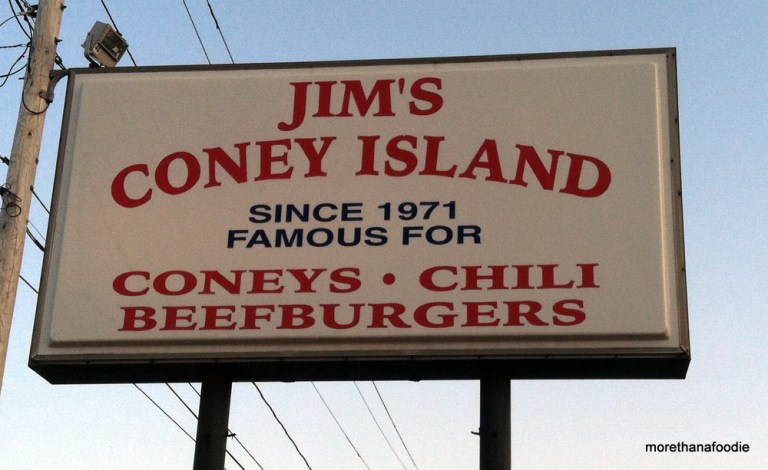 JIM'S
CONEY ISLAND
SINCE 1971
FAMOUS FOR
CONEYS • CHILI
BEEFBURGERS
morethanafoodie